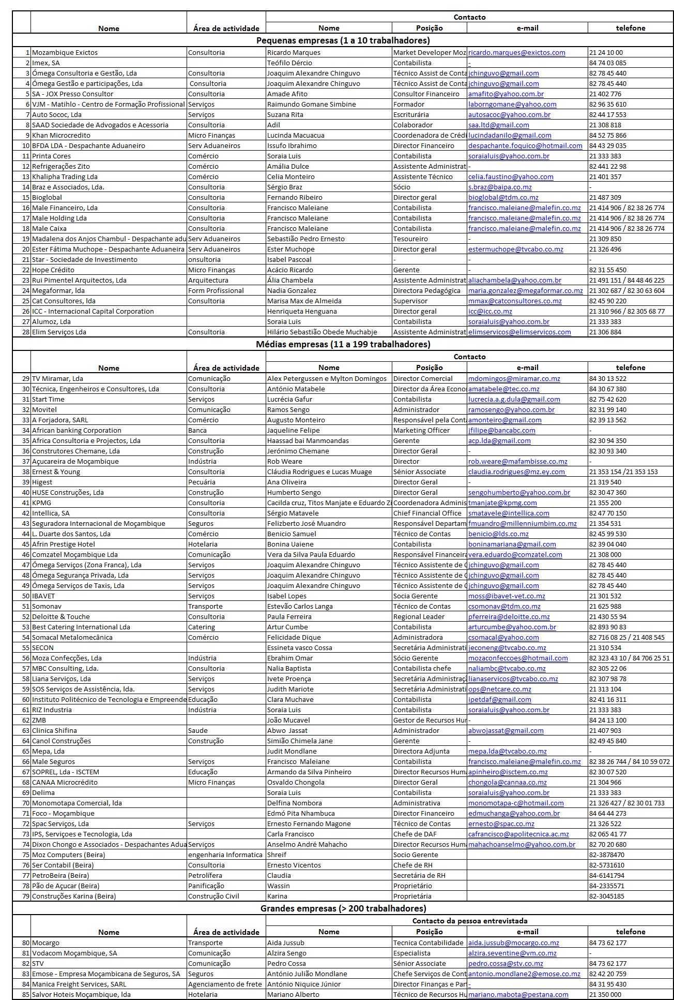 Contacto
Nome Área de actividade Nome Posição e-mail telefone
Pequenas empresas (1 a 10 trabalhadores)
1 Mozambique Exictos Consultoria Ricardo Marques Market Developer Moz ricardo.marques@exictos.com 21 24 10 00
2 Imex, SA Teófilo Dércio Contabilista - 84 74 03 085
3 Ómega Consultoria e Gestão, Lda Consultoria Joaquim Alexandre Chinguvo Técnico Assist de Conta jchinguvo@gmail.com 82 78 45 440
4 Ómega Gestão e participações, Lda Consultoria Joaquim Alexandre Chinguvo Técnico Assist de Conta jchinguvo@gmail.com 82 78 45 440
5 SA - JOX Presso Consultor Consultoria Amade Afito Consultor Financeiro amafito@yahoo.com.br 21 402 776
6 VJM - Matihlo - Centro de Formação Profissional Serviços Raimundo Gomane Simbine Formador laborngomane@yahoo.com 82 96 35 610
7 Auto Sococ, Lda Serviços Suzana Rita Escriturária autosacoc@yahoo.com.br 82 44 17 553
8 SAAD Sociedade de Advogados e Acessoria Consultoria Adil Colaborador saa.ltd@gmail.com 21 308 818
9 Khan Microcredito Micro Finanças Lucinda Macuacua Coordenadora de Crédi lucindadanilo@gmail.com 84 52 75 866
10 BFDA LDA - Despachante Aduaneiro Serv Aduaneiros Issufo Ibrahimo Director Financeiro despachante.foquico@hotmail.com 84 43 29 035
11 Printa Cores Comércio Soraia Luis Contabilista soraialuis@yahoo.com.br 21 333 383
12 Refrigerações Zito Comércio Amália Dulce Assistente Administrat - 82 441 22 98
13 Khalipha Trading Lda Comércio Celia Monteiro Assistente Técnico celia.faustino@yahoo.com 21 401 357
14 Braz e Associados, Lda. Consultoria Sérgio Braz Sócio s.braz@baipa.co.mz -
15 Bioglobal Consultoria Fernando Ribeiro Director geral bioglobal@tdm.co.mz 21 487 309
16 Male Financeiro, Lda Consultoria Francisco Maleiane Contabilista francisco.maleiane@malefin.co.mz 21 414 906 / 82 38 26 774
17 Male Holding Lda Consultoria Francisco Maleiane Contabilista francisco.maleiane@malefin.co.mz 21 414 906 / 82 38 26 774
18 Male Caixa Consultoria Francisco Maleiane Contabilista francisco.maleiane@malefin.co.mz 21 414 906 / 82 38 26 774
19 Madalena dos Anjos Chambul - Despachante adu Serv Aduaneiros Sebastião Pedro Ernesto Tesoureiro - 21 309 850
20 Ester Fátima Muchope - Despachante Aduaneira Serv Aduaneiros Ester Muchope Director geral estermuchope@tvcabo.co.mz 21 326 496
21 Star - Sociedade de Investimento onsultoria Isabel Pascoal - - -
22 Hope Crédito Micro Finanças Acácio Ricardo Gerente - 82 31 55 450
23 Rui Pimentel Arquitectos, Lda Arquitectura Ália Chambela Assistente Administrat aliachambela@yahoo.com.br 21 491 151 / 84 48 46 225
24 Megaformar, lda Form Profissional Nadia Gonzalez Directora Pedagógica maria.gonzalez@megaformar.co.mz 21 302 687 / 82 30 63 604
25 Cat Consultores, lda Consultoria Marisa Max de Almeida Supervisor mmax@catconsultores.co.mz 82 45 90 220
26 ICC - Internacional Capital Corporation Henriqueta Henguana Director geral icc@icc.co.mz 21 310 966 / 82 305 68 77
27 Alumoz, Lda Soraia Luis Contabilista soraialuis@yahoo.com.br 21 333 383
28 Elim Serviços Lda Consultoria Hilário Sebastião Obede Muchabje Assistente Administrat elimservicos@elimservicos.com 21 306 884
Médias empresas (11 a 199 trabalhadores)
Contacto
Nome Área de actividade Nome Posição e-mail telefone
29 TV Miramar, Lda Comunicação Alex Petergussen e Mylton Domingos Director Comercial mdomingos@miramar.co.mz 84 30 13 522
30 Técnica, Engenheiros e Consultores, Lda Consultoria António Matabele Director da Área Econo amatabele@tec.co.mz 84 30 67 380
31 Start Time Serviços Lucrécia Gafur Contabilista lucrecia.a.g.dula@gmail.com 82 75 42 620
32 Movitel Comunicação Ramos Sengo Administrador ramosengo@yahoo.com.br 82 31 99 140
33 A Forjadora, SARL Comércio Augusto Monteiro Responsável pela Conta amonteiro@gmail.com 82 39 13 562
34 African banking Corporation Banca Jaqueline Felipe Marketing Officer jfilipe@bancabc.com -
35 Africa Consultoria e Projectos, Lda Consultoria Haassad bai Manmoandas Gerente acp.lda@gmail.com 82 30 94 350
36 Construtores Chemane, Lda Construção Jerónimo Chemane Director Geral - 82 30 93 340
37 Açucareira de Moçambique Indústria Rob Weare Director rob.weare@mafambisse.co.mz -
38 Ernest & Young Consultoria Cláudia Rodrigues e Lucas Muage Sénior Associate claudia.rodrigues@mz.ey.com 21 353 154 /21 353 153
39 Higest Pecuária Ana Oliveira Director Geral - 21 319 540
40 HUSE Construções, Lda Construção Humberto Sengo Director Geral sengohumberto@yahoo.com.br 82 30 47 360
41 KPMG Consultoria Cacilda cruz, Titos Manjate e Eduardo Zi Coordenadora Adminis tmanjate@kpmg.com 21 355 200
42 Intellica, SA Consultoria Sérgio Matavele Chief Financial Office smatavele@intellica.com 82 47 70 150
43 Seguradora Internacional de Moçambique Seguros Felizberto José Muandro Responsável Departam fmuandro@millenniumbim.co.mz 21 354 531
44 L. Duarte dos Santos, Lda Comércio Benicio Samuel Técnico de Contas benicio@lds.co.mz 82 45 99 530
45 Afrin Prestige Hotel Hotelaria Bonina Uaiene Contabilista boninamariana@gmail.com 82 39 04 040
46 Comzatel Moçambique Lda Comunicação Vera da Silva Paula Eduardo Responsável Financeira vera.eduardo@comzatel.com 21 308 000
47 Ómega Serviços (Zona Franca), Lda Serviços Joaquim Alexandre Chinguvo Técnico Assistente de C jchinguvo@gmail.com 82 78 45 440
48 Ómega Segurança Privada, Lda Serviços Joaquim Alexandre Chinguvo Técnico Assistente de C jchinguvo@gmail.com 82 78 45 440
49 Ómega Serviços de Taxis, Lda Serviços Joaquim Alexandre Chinguvo Técnico Assistente de C jchinguvo@gmail.com 82 78 45 440
50 IBAVET Serviços Isabel Lopes Socia Gerente moss@ibavet-vet.co.mz 21 301 532
51 Somonav Transporte Estevão Carlos Langa Técnico de Contas csomonav@tdm.co.mz 21 625 988
52 Deloitte & Touche Consultoria Paula Ferreira Regional Leader pferreira@deloitte.co.mz 21 430 55 94
53 Best Catering International Lda Catering Artur Cumbe Contabilista arturcumbe@yahoo.com.br 82 893 90 83
54 Somacal Metalomecânica Comércio Felicidade Dique Administradora csomacal@yahoo.com 82 716 08 25 / 21 408 545
55 SECON Essineta vasco Cossa Secretária Administrati jeconeng@tvcabo.co.mz 21 310 534
56 Moza Confecções, Lda Indústria Ebrahim Omar Sócio Gerente mozaconfeccoes@hotmail.com 82 323 43 10 / 84 706 25 51
57 MBC Consulting, Lda. Consultoria Nalia Baptista Contabilista chefe naliambc@tvcabo.co.mz 82 305 22 06
58 Liana Serviços, Lda Serviços Ivete Proença Secretária Administraçã lianaservicos@tvcabo.co.mz 82 307 98 78
59 SOS Serviços de Assistência, lda. Serviços Judith Mariote Secretária Administrati ops@netcare.co.mz 21 313 104
60 Instituto Politécnico de Tecnologia e Empreende Educação Clara Muchave Contabilista ipetdaf@gmail.com 82 41 16 311
61 RIZ Industria Indústria Soraia Luis Contabilista soraialuis@yahoo.com.br 21 333 383
62 ZMB João Mucavel Gestor de Recursos Hur - 84 24 13 100
63 Clinica Shifina Saude Abwo Jassat Administrador abwojassat@gmail.com 21 407 903
64 Canol Construções Construção Simião Chimela Jane Gerente - 82 49 45 840
65 Mepa, Lda Judit Mondlane Directora Adjunta mepa.lda@tvcabo.co.mz -
66 Male Seguros Serviços Francisco Maleiane Contabilista francisco.maleiane@malefin.co.mz 82 38 26 744 / 84 10 59 072
67 SOPREL, Lda - ISCTEM Educação Armando da Silva Pinheiro Director Recursos Huma apinheiro@isctem.co.mz 82 30 07 520
68 CANAA Microcrédito Micro Finanças Osvaldo Chongola Director Geral chongola@cannaa.co.mz 21 304 966
69 Delima Soraia Luis Contabilista soraialuis@yahoo.com.br 21 333 383
70 Monomotapa Comercial, lda Delfina Nombora Administrativa monomotapa-c@hotmail.com 21 326 427 / 82 30 01 733
71 Foco - Moçambique Edmó Pita Nhambuca Director Financeiro edmuchanga@yahoo.com.br 84 64 44 273
72 Spac Serviços, Lda Serviços Ernesto Fernando Magone Técnico de Contas ernesto@spac.co.mz 21 326 522
73 IPS, Serviçoes e Tecnologia, Lda Carla Francisco Chefe de DAF cafrancisco@apolitecnica.ac.mz 82 065 41 77
74 Dixon Chongo e Associados - Despachantes Adua Serviços Anselmo André Mahacho Director Recursos Huma mahachoanselmo@yahoo.com.br 82 70 20 680
75 Moz Computers (Beira) engenharia Informatica Shreif Socio Gerente 82-3878470
76 Ser Contabil (Beira) Consultoria Ernesto Vicentos Chefe de RH 82-5731610
77 PetroBeira (Beira) Petrolífera Claudia Secretária de RH 84-6141794
78 Pão de Açucar (Beira) Panificação Wassin Proprietário 84-2335571
79 Construções Karina (Beira) Construção Civil Karina Proprietária 82-3045185
Grandes empresas (> 200 trabalhadores)
Contacto da pessoa entrevistada
Nome Área de actividade Nome Posição e-mail telefone
80 Mocargo Transporte Aida Jussub Tecnica Contabilidade aida.jussub@mocargo.co.mz 84 73 62 177
81 Vodacom Moçambique, SA Comunicação Alzira Sengo Especialista alzira.seventine@vm.co.mz -
82 STV Comunicação Pedro Cossa Sénior Associate pedro.cossa@stv.co.mz 84 73 62 177
83 Emose - Empresa Moçambicana de Seguros, SA Seguros António Julião Mondlane Chefe Serviços de Cont antonio.mondlane2@emose.co.mz 82 42 20 759
84 Manica Freight Services, SARL Agenciamento de frete António Niquice Júnior Director Finanças e Par - 84 31 95 430
85 Salvor Hoteis Moçambique, lda Hotelaria Mariano Alberto Técnico de Recursos Hu mariano.mabota@pestana.com 21 350 000